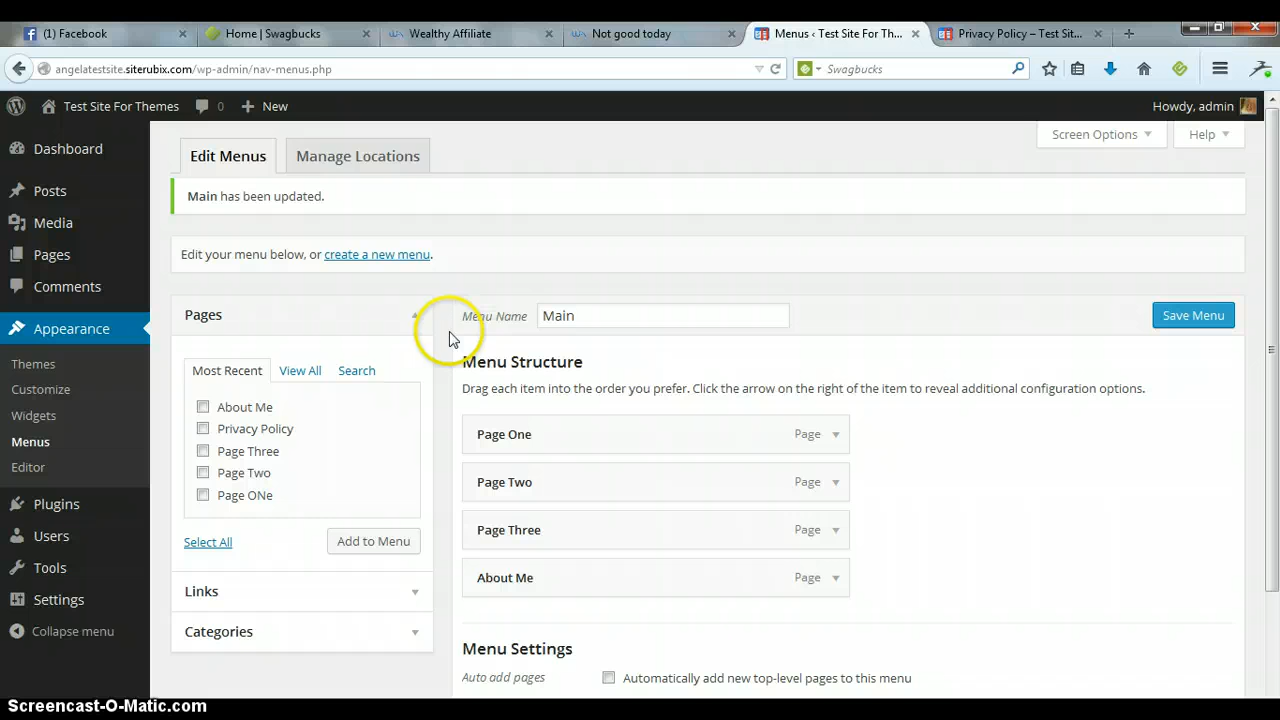 (1) Facebook
Home | Swagbucks
Wealthy Affiliate
Not good today
Menus ‹ Test Site For Th...
Privacy Policy – Test Sit...
angelatestsite.siterubix.com/wp-admin/nav-menus.php
Swagbucks
Test Site For Themes
0
New
Howdy, admin
Dashboard
Posts
Media
Pages
Comments
Appearance
Themes
Customize
Widgets
Menus
Editor
Plugins
Users
Tools
Settings
Collapse menu
Screen Options
Help
Edit Menus
Manage Locations
Main has been updated.
Edit your menu below, or create a new menu.
Pages
Most Recent
View All
Search
About Me
Privacy Policy
Page Three
Page Two
Page ONe
Select All
Add to Menu
Links
Categories
Menu Name
Main
Save Menu
Menu Structure
Drag each item into the order you prefer. Click the arrow on the right of the item to reveal additional configuration options.
Page One Page
Page Two Page
Page Three Page
About Me Page
Menu Settings
Auto add pages
Automatically add new top-level pages to this menu
Screencast-O-Matic.com